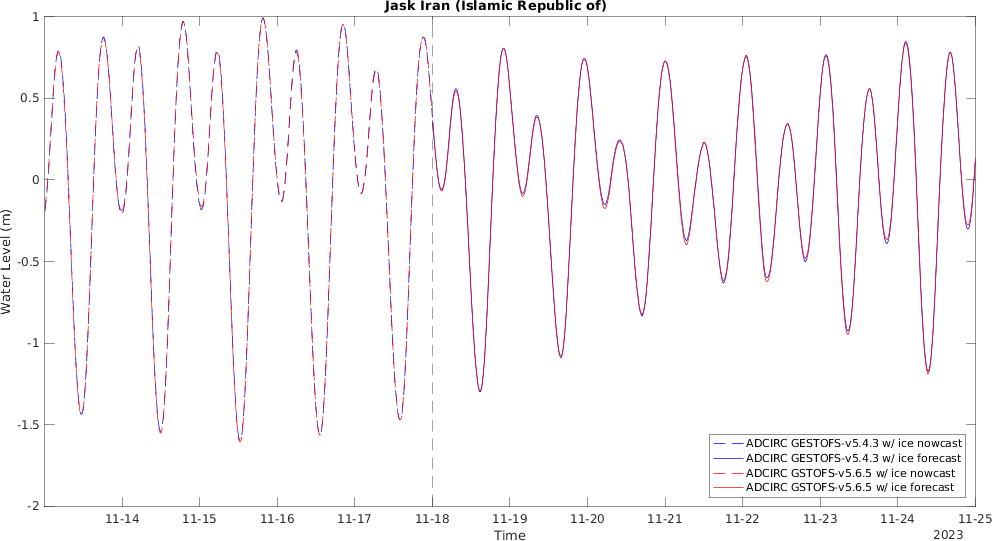 Jask Iran (Islamic Republic of)
1
0.5
0
-0.5
-1
-1.5
-2
Water Level (m)
ADCIRC GESTOFS-v5.4.3 w/ ice nowcast
ADCIRC GESTOFS-v5.4.3 w/ ice forecast
ADCIRC GSTOFS-v5.6.5 w/ ice nowcast
ADCIRC GSTOFS-v5.6.5 w/ ice forecast
11-14 11-15 11-16 11-17 11-18 11-19 11-20 11-21 11-22 11-23 11-24 11-25
Time
2023